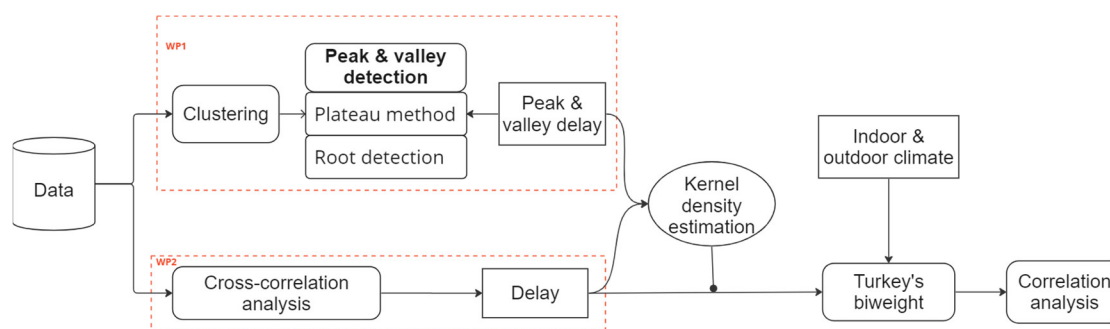 WP1
Peak & valley
detection
Clustering
Plateau method
Root detection
Peak &
valley delay
Data
Indoor &
outdoor climate
Kernel
density
estimation
WP2
Cross-correlation
analysis
Delay
Turkey's
biweight
Correlation
analysis